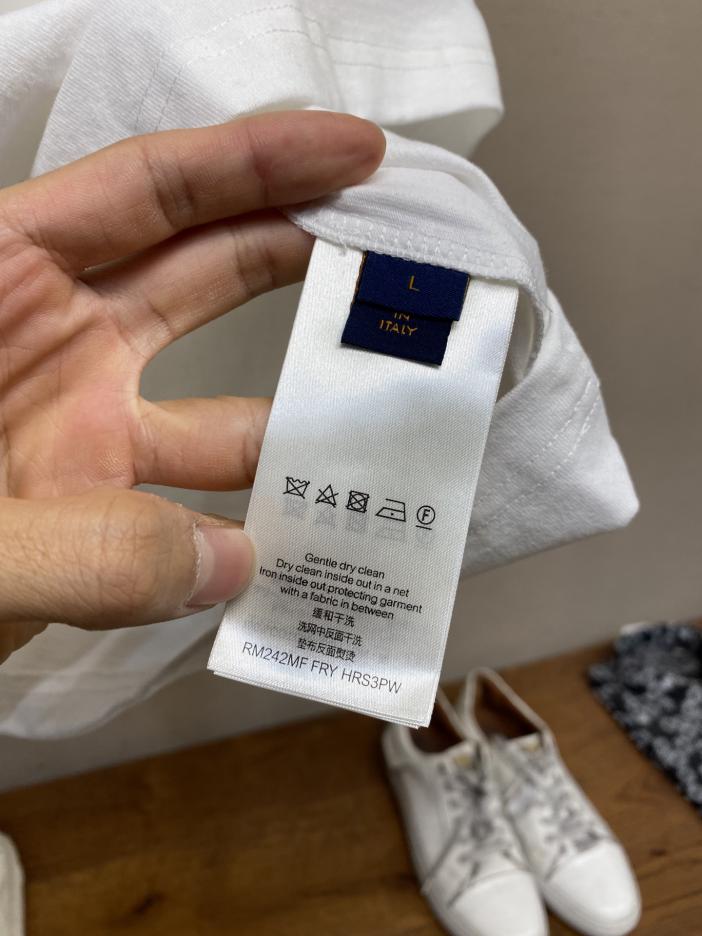 L
IN
ITALY
F
Gentle dry clean
Dry clean inside out in a net
Iron inside out protecting garment
with a fabric in between
缓和干洗
洗网中反面干洗
垫布反面熨烫
RM242MF FRY HRS3PW